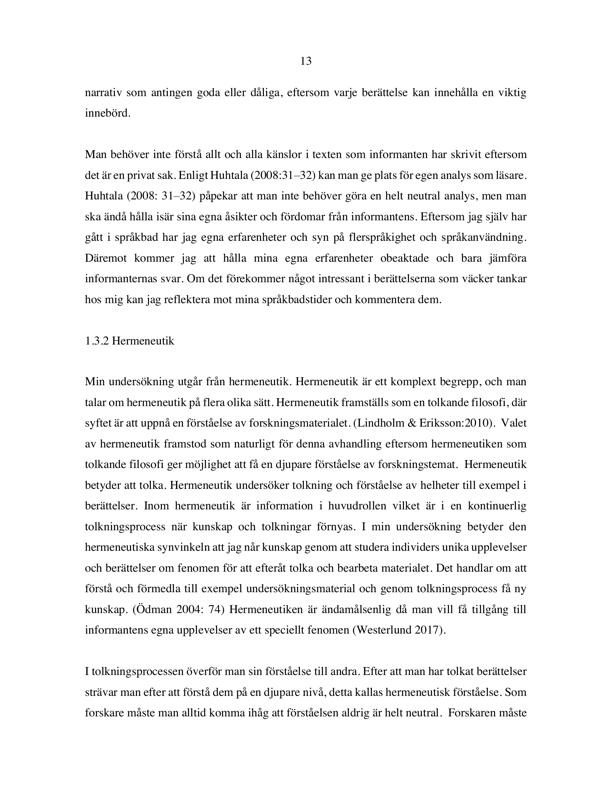 13
narrativ som antingen goda eller dåliga, eftersom varje berättelse kan innehålla en viktig
innebörd.
Man behöver inte förstå allt och alla känslor i texten som informanten har skrivit eftersom
det är en privat sak. Enligt Huhtala (2008:31–32) kan man ge plats för egen analys som läsare.
Huhtala (2008: 31–32) påpekar att man inte behöver göra en helt neutral analys, men man
ska ändå hålla isär sina egna åsikter och fördomar från informantens. Eftersom jag själv har
gått i språkbad har jag egna erfarenheter och syn på flerspråkighet och språkanvändning.
Däremot kommer jag att hålla mina egna erfarenheter obeaktade och bara jämföra
informanternas svar. Om det förekommer något intressant i berättelserna som väcker tankar
hos mig kan jag reflektera mot mina språkbadstider och kommentera dem.
1.3.2 Hermeneutik
Min undersökning utgår från hermeneutik. Hermeneutik är ett komplext begrepp, och man
talar om hermeneutik på flera olika sätt. Hermeneutik framställs som en tolkande filosofi, där
syftet är att uppnå en förståelse av forskningsmaterialet. (Lindholm & Eriksson:2010). Valet
av hermeneutik framstod som naturligt för denna avhandling eftersom hermeneutiken som
tolkande filosofi ger möjlighet att få en djupare förståelse av forskningstemat. Hermeneutik
betyder att tolka. Hermeneutik undersöker tolkning och förståelse av helheter till exempel i
berättelser. Inom hermeneutik är information i huvudrollen vilket är i en kontinuerlig
tolkningsprocess när kunskap och tolkningar förnyas. I min undersökning betyder den
hermeneutiska synvinkeln att jag når kunskap genom att studera individers unika upplevelser
och berättelser om fenomen för att efteråt tolka och bearbeta materialet. Det handlar om att
förstå och förmedla till exempel undersökningsmaterial och genom tolkningsprocess få ny
kunskap. (Ödman 2004: 74) Hermeneutiken är ändamålsenlig då man vill få tillgång till
informantens egna upplevelser av ett speciellt fenomen (Westerlund 2017).
I tolkningsprocessen överför man sin förståelse till andra. Efter att man har tolkat berättelser
strävar man efter att förstå dem på en djupare nivå, detta kallas hermeneutisk förståelse. Som
forskare måste man alltid komma ihåg att förståelsen aldrig är helt neutral. Forskaren måste